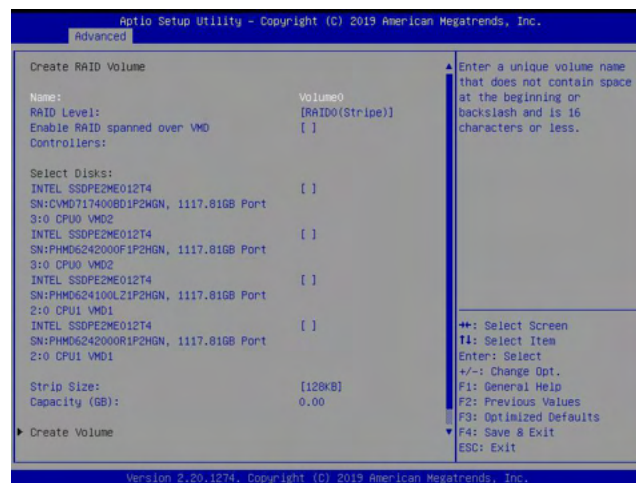 Aptio Setup Utility – Copyright (C) 2019 American Megatrends, Inc.
Advanced
Create RAID Volume
Name: Volume0
RAID Level: [RAID0(Stripe)]
Enable RAID spanned over VMD [ ]
Controllers:
Select Disks:
INTEL SSDPE2ME012T4 [ ]
SN:CVMD717400BD1P2WGN, 1117.81GB Port
3:0 CPU0 VMD2
INTEL SSDPE2ME012T4 [ ]
SN:PHMD6242000F1P2HGN, 1117.81GB Port
3:0 CPU0 VMD2
INTEL SSDPE2ME012T4 [ ]
SN:PHMD624100LZ1P2HGN, 1117.81GB Port
2:0 CPU1 VMD1
INTEL SSDPE2ME012T4 [ ]
SN:PHMD6242000R1P2HGN, 1117.81GB Port
2:0 CPU1 VMD1
Strip Size: [128KB]
Capacity (GB): 0.00
Create Volume
Enter a unique volume name
that does not contain space
at the beginning or
backslash and is 16
characters or less.
→←: Select Screen
↑↓: Select Item
Enter: Select
+/-: Change Opt.
F1: General Help
F2: Previous Values
F3: Optimized Defaults
F4: Save & Exit
ESC: Exit
Version 2.20.1274. Copyright (C) 2019 American Megatrends, Inc.